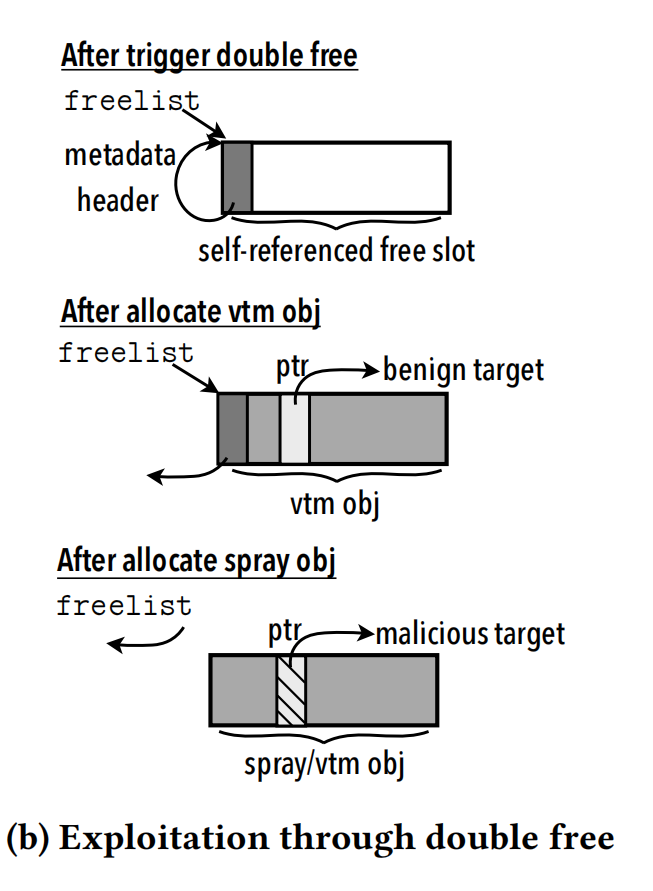 After trigger double free
freelist
metadata
header
self-referenced free slot
After allocate vtm obj
freelist
ptr
benign target
vtm obj
After allocate spray obj
freelist
ptr
malicious target
spray/vtm obj
(b) Exploitation through double free